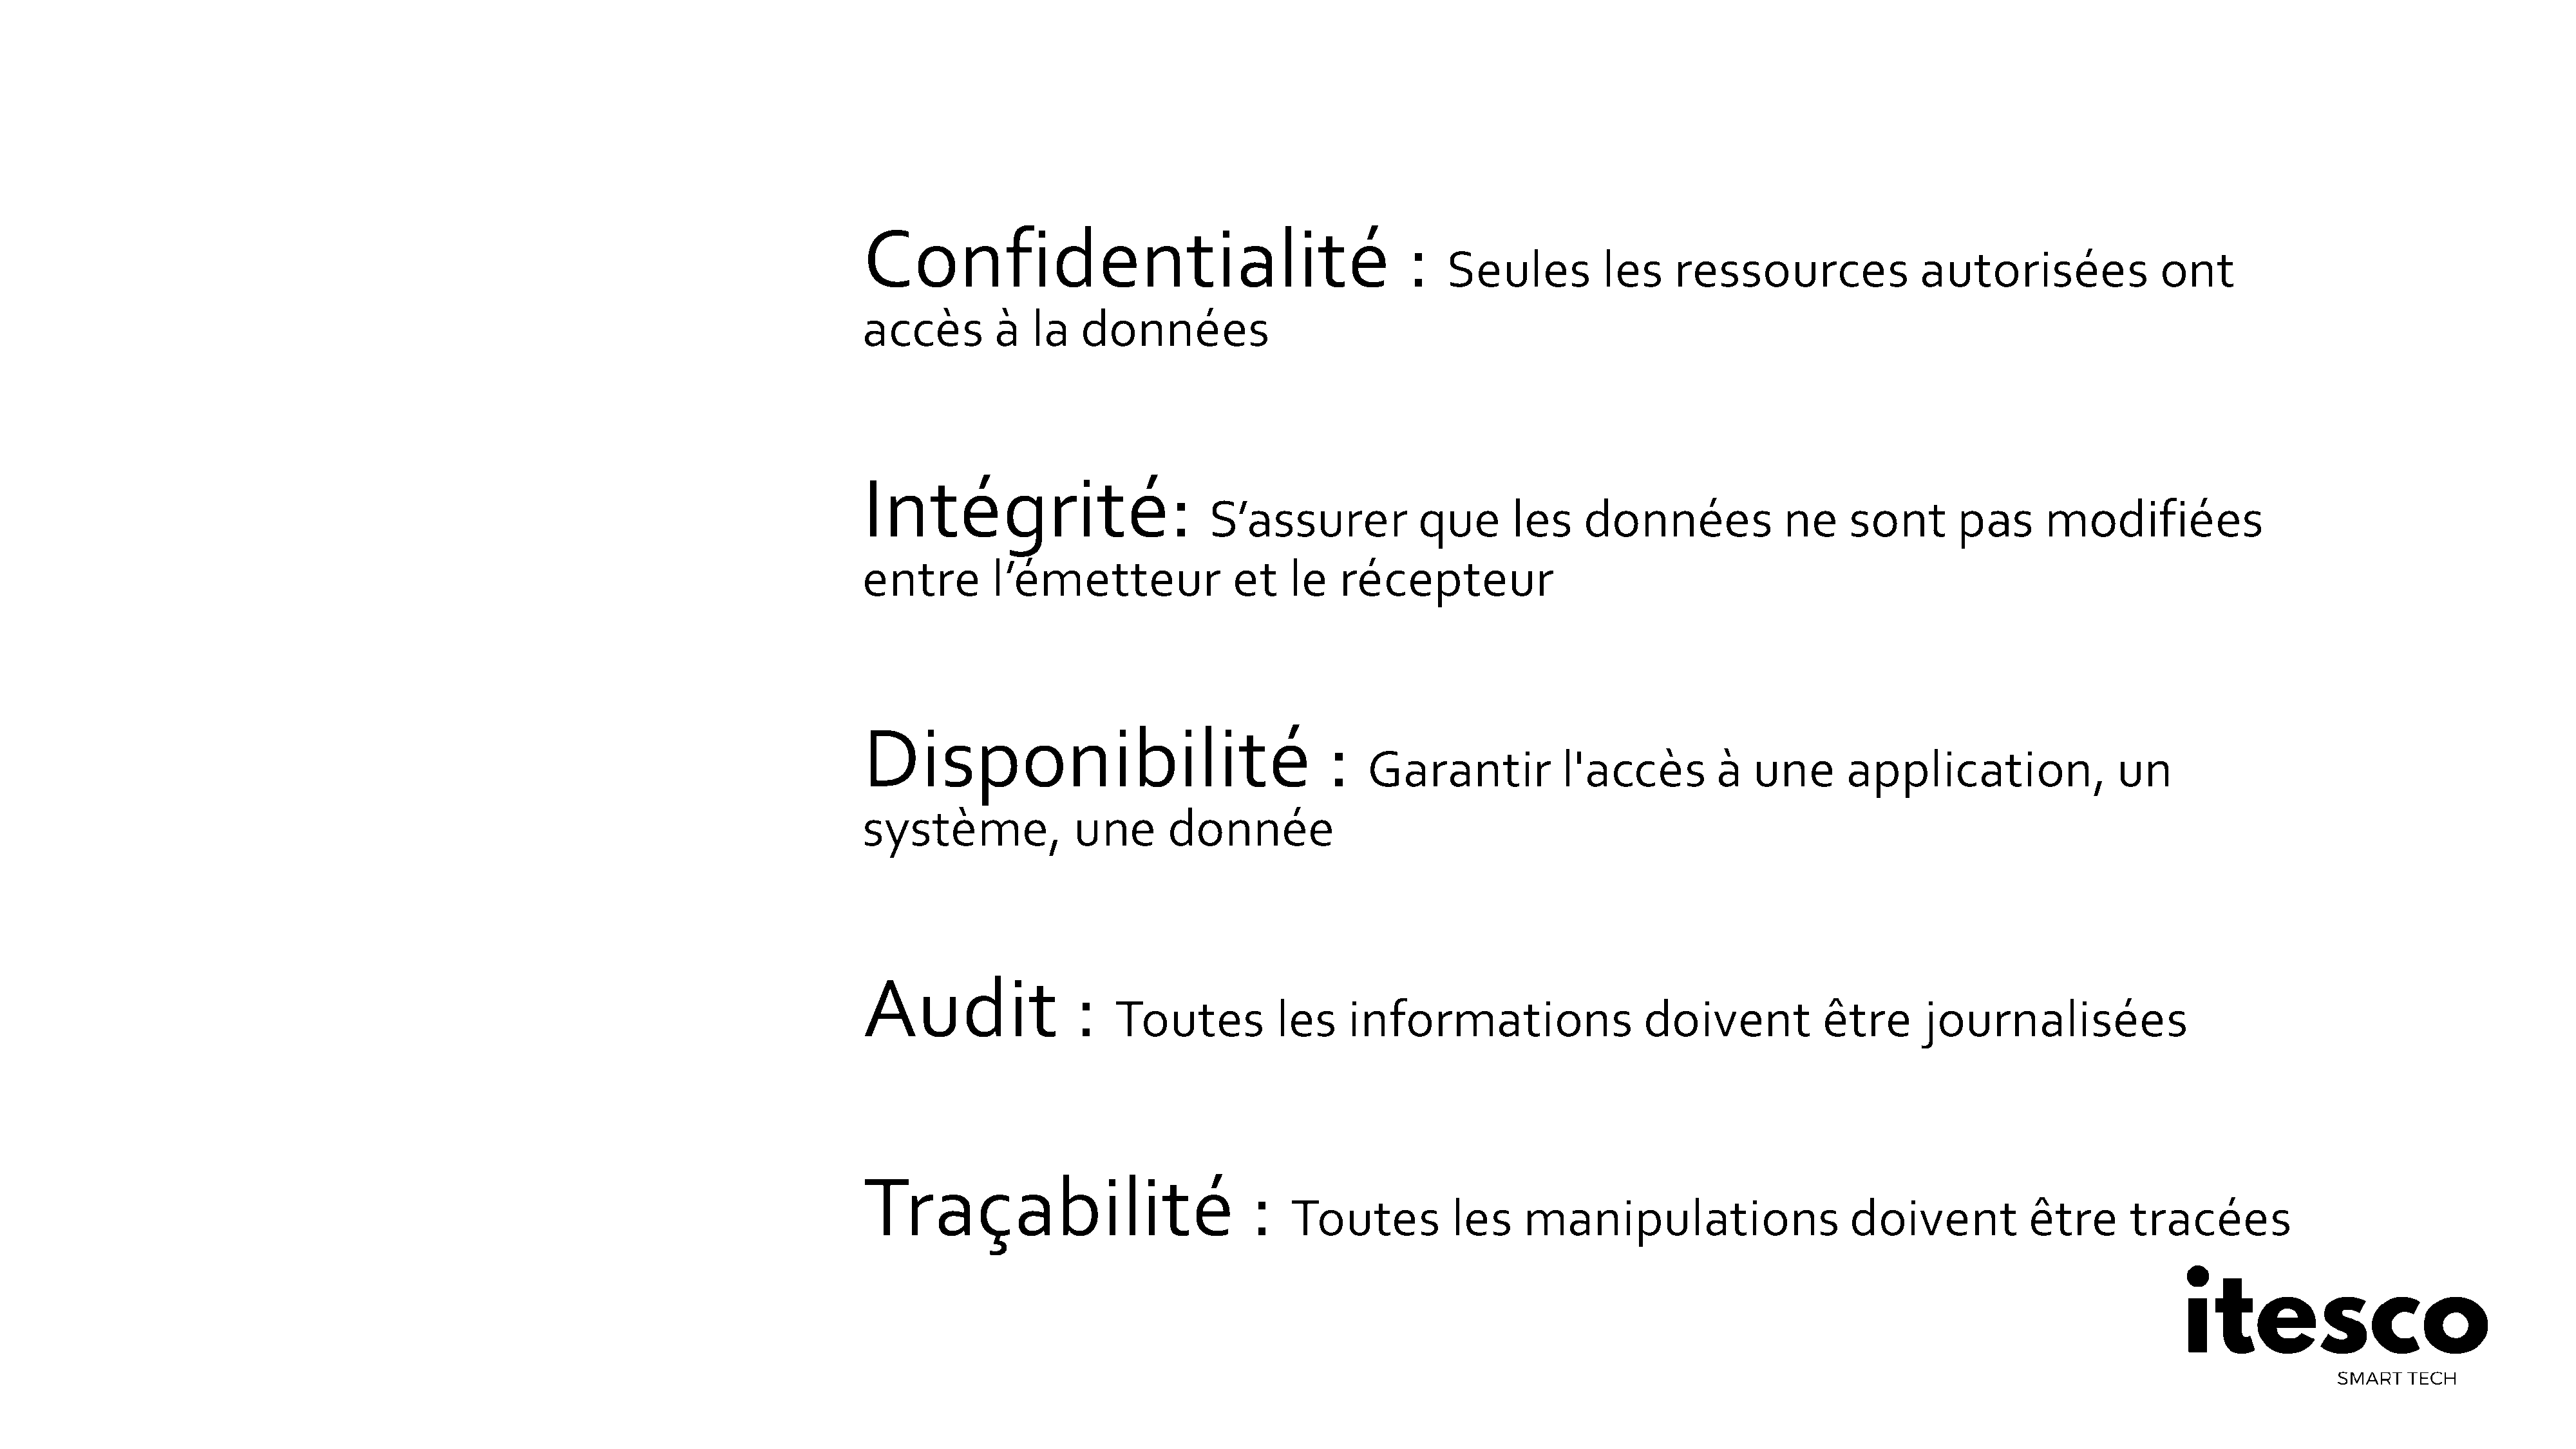 Confidentialité : Seules les ressources autorisées ont
accès à la données
Intégrité: S’assurer que les données ne sont pas modifiées
entre l’émetteur et le récepteur
Disponibilité : Garantir l'accès à une application, un
système, une donnée
Audit : Toutes les informations doivent être journalisées
Traçabilité : Toutes les manipulations doivent être tracées
itesco
SMART TECH